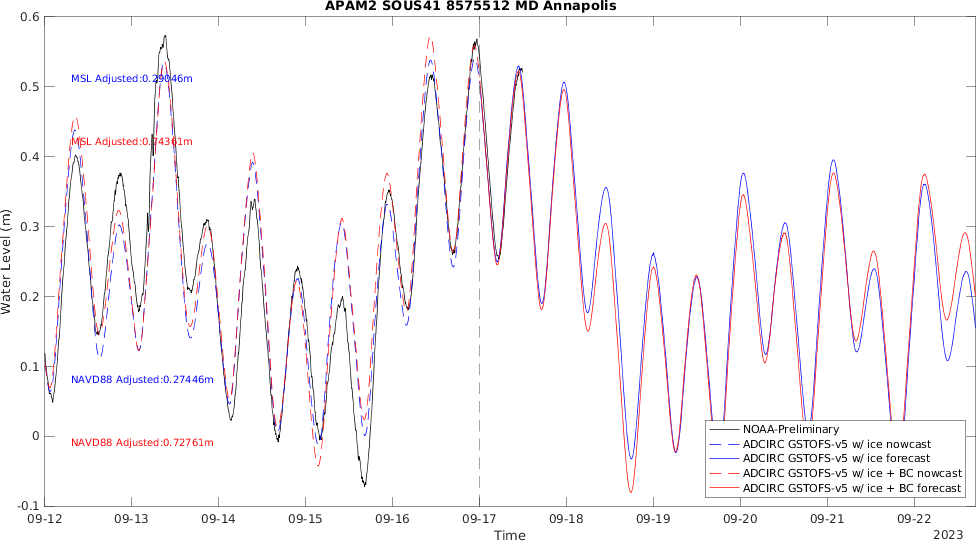 APAM2 SOUS41 8575512 MD Annapolis
0.6
0.5
0.4
0.3
0.2
0.1
0
-0.1
Water Level (m)
MSL Adjusted:0.29046m
MSL Adjusted:0.74361m
NAVD88 Adjusted:0.27446m
NAVD88 Adjusted:0.72761m
NOAA-Preliminary
ADCIRC GSTOFS-v5 w/ ice nowcast
ADCIRC GSTOFS-v5 w/ ice forecast
ADCIRC GSTOFS-v5 w/ ice + BC nowcast
ADCIRC GSTOFS-v5 w/ ice + BC forecast
09-12 09-13 09-14 09-15 09-16 09-17 09-18 09-19 09-20 09-21 09-22
Time
2023